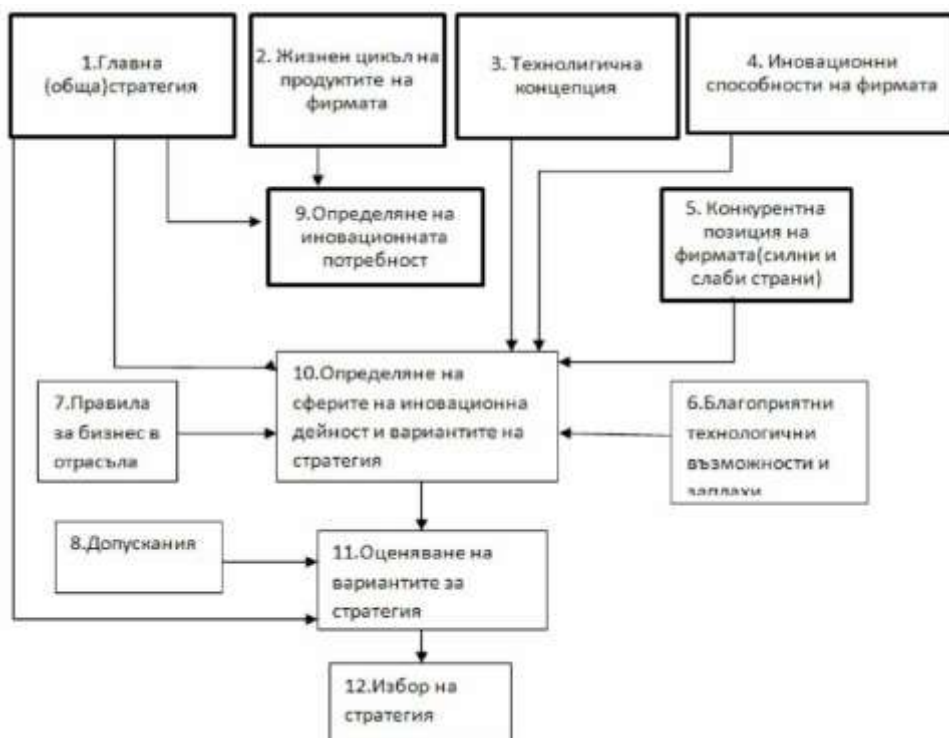 1.Главна
(обща)стратегия
2. Жизнен цикъл на
продуктите на
фирмата
3. Технолигична
концепция
4. Иновационни
способности на фирмата
9.Определяне на
иновационната
потребност
5. Конкурентна
позиция на
фирмата(силни и
слаби страни)
10.Определяне на
сферите на иновационна
дейност и вариантите на
стратегия
7.Правила
за бизнес в
отрасъла
6.Благоприятни
технологични
възможности и
заплахи
8.Допускания
11.Оценяване на
вариантите за
стратегия
12.Избор на
стратегия